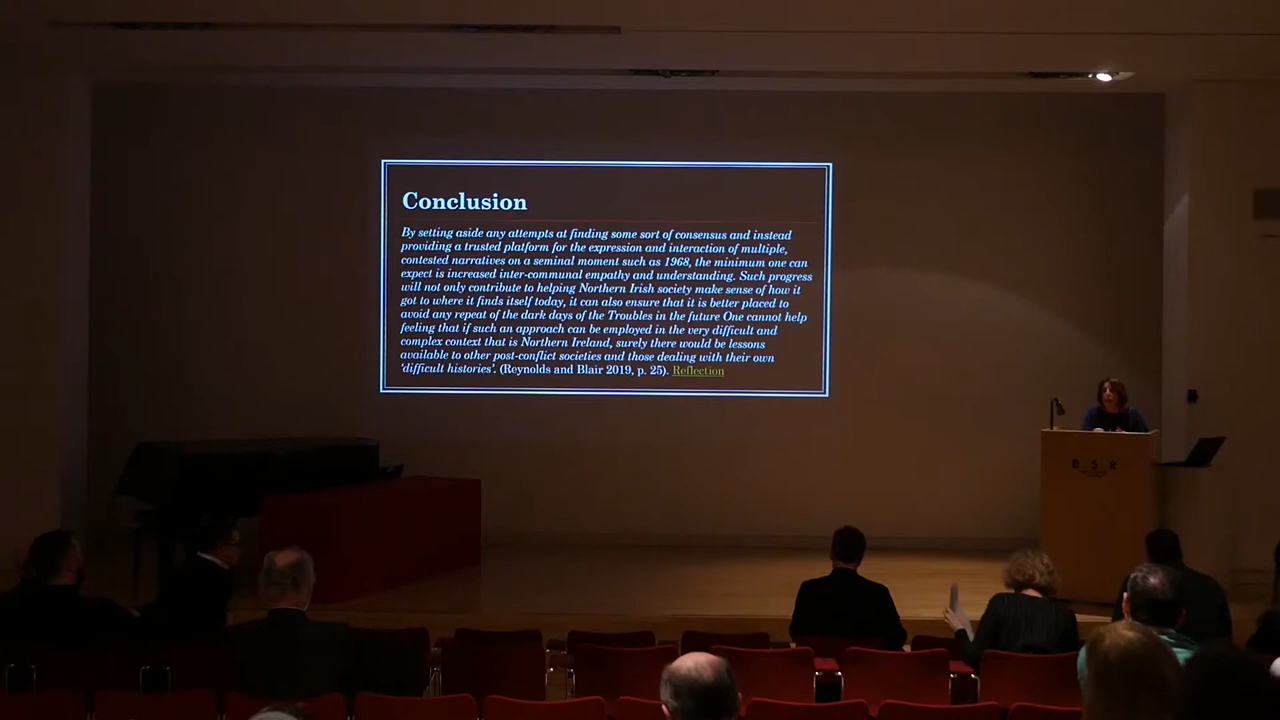 Conclusion
By setting aside any attempts at finding some sort of consensus and instead
providing a trusted platform for the expression and interaction of multiple,
contested narratives on a seminal moment such as 1968, the minimum one can
expect is increased inter-communal empathy and understanding. Such progress
will not only contribute to helping Northern Irish society make sense of how it
got to where it finds itself today, it can also ensure that it is better placed to
avoid any repeat of the dark days of the Troubles in the future One cannot help
feeling that if such an approach can be employed in the very difficult and
complex context that is Northern Ireland, surely there would be lessons
available to other post-conflict societies and those dealing with their own
'difficult histories'. (Reynolds and Blair 2019, p. 25). Reflection
B S R